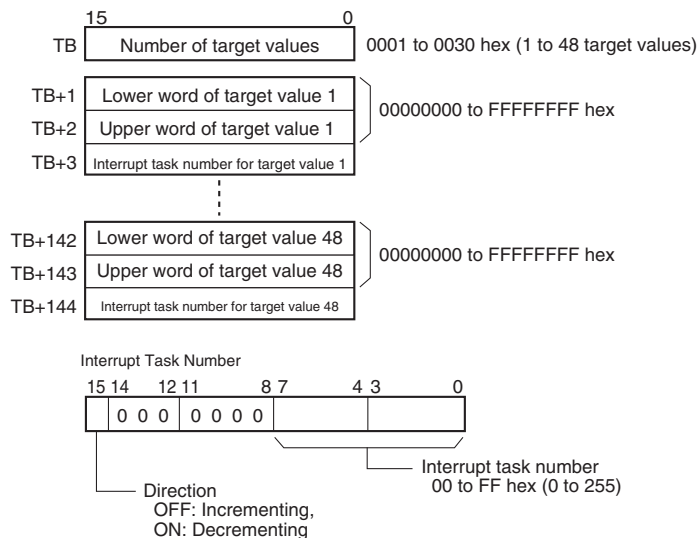 15 0
TB Number of target values 0001 to 0030 hex (1 to 48 target values)
TB+1 Lower word of target value 1
TB+2 Upper word of target value 1
00000000 to FFFFFFFF hex
TB+3 Interrupt task number for target value 1
TB+142 Lower word of target value 48
TB+143 Upper word of target value 48
00000000 to FFFFFFFF hex
TB+144 Interrupt task number for target value 48
Interrupt Task Number
15 14 12 11 8 7 4 3 0
0 0 0 0 0 0 0
Interrupt task number
00 to FF hex (0 to 255)
Direction
OFF: Incrementing,
ON: Decrementing